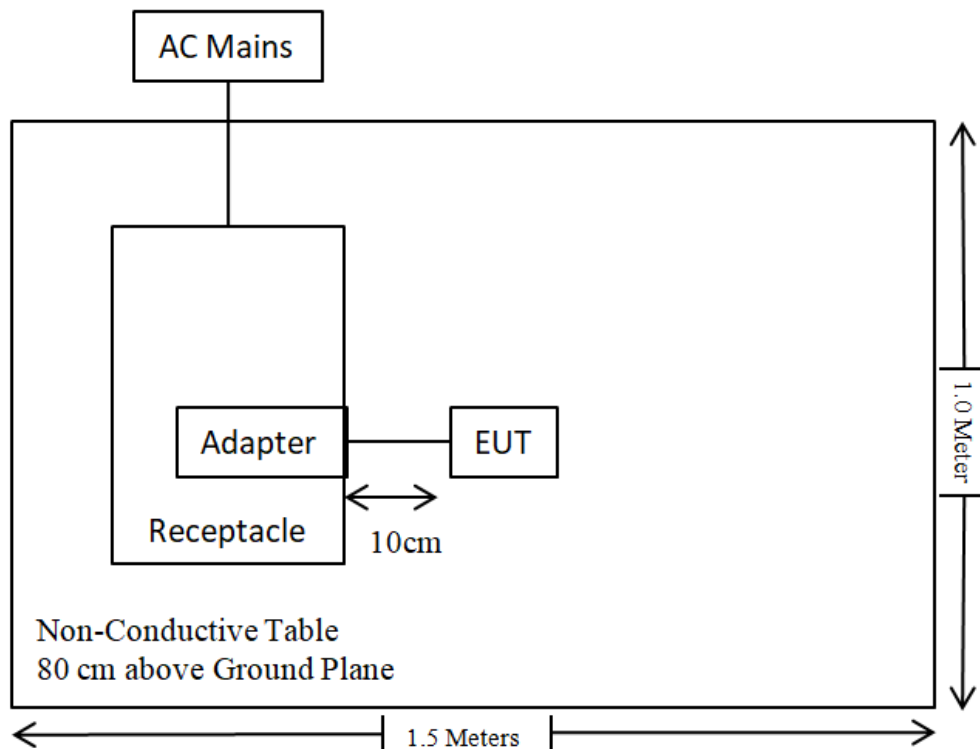 AC Mains
Adapter
EUT
Receptacle
10cm
1.0 Meter
Non-Conductive Table
80 cm above Ground Plane
1.5 Meters